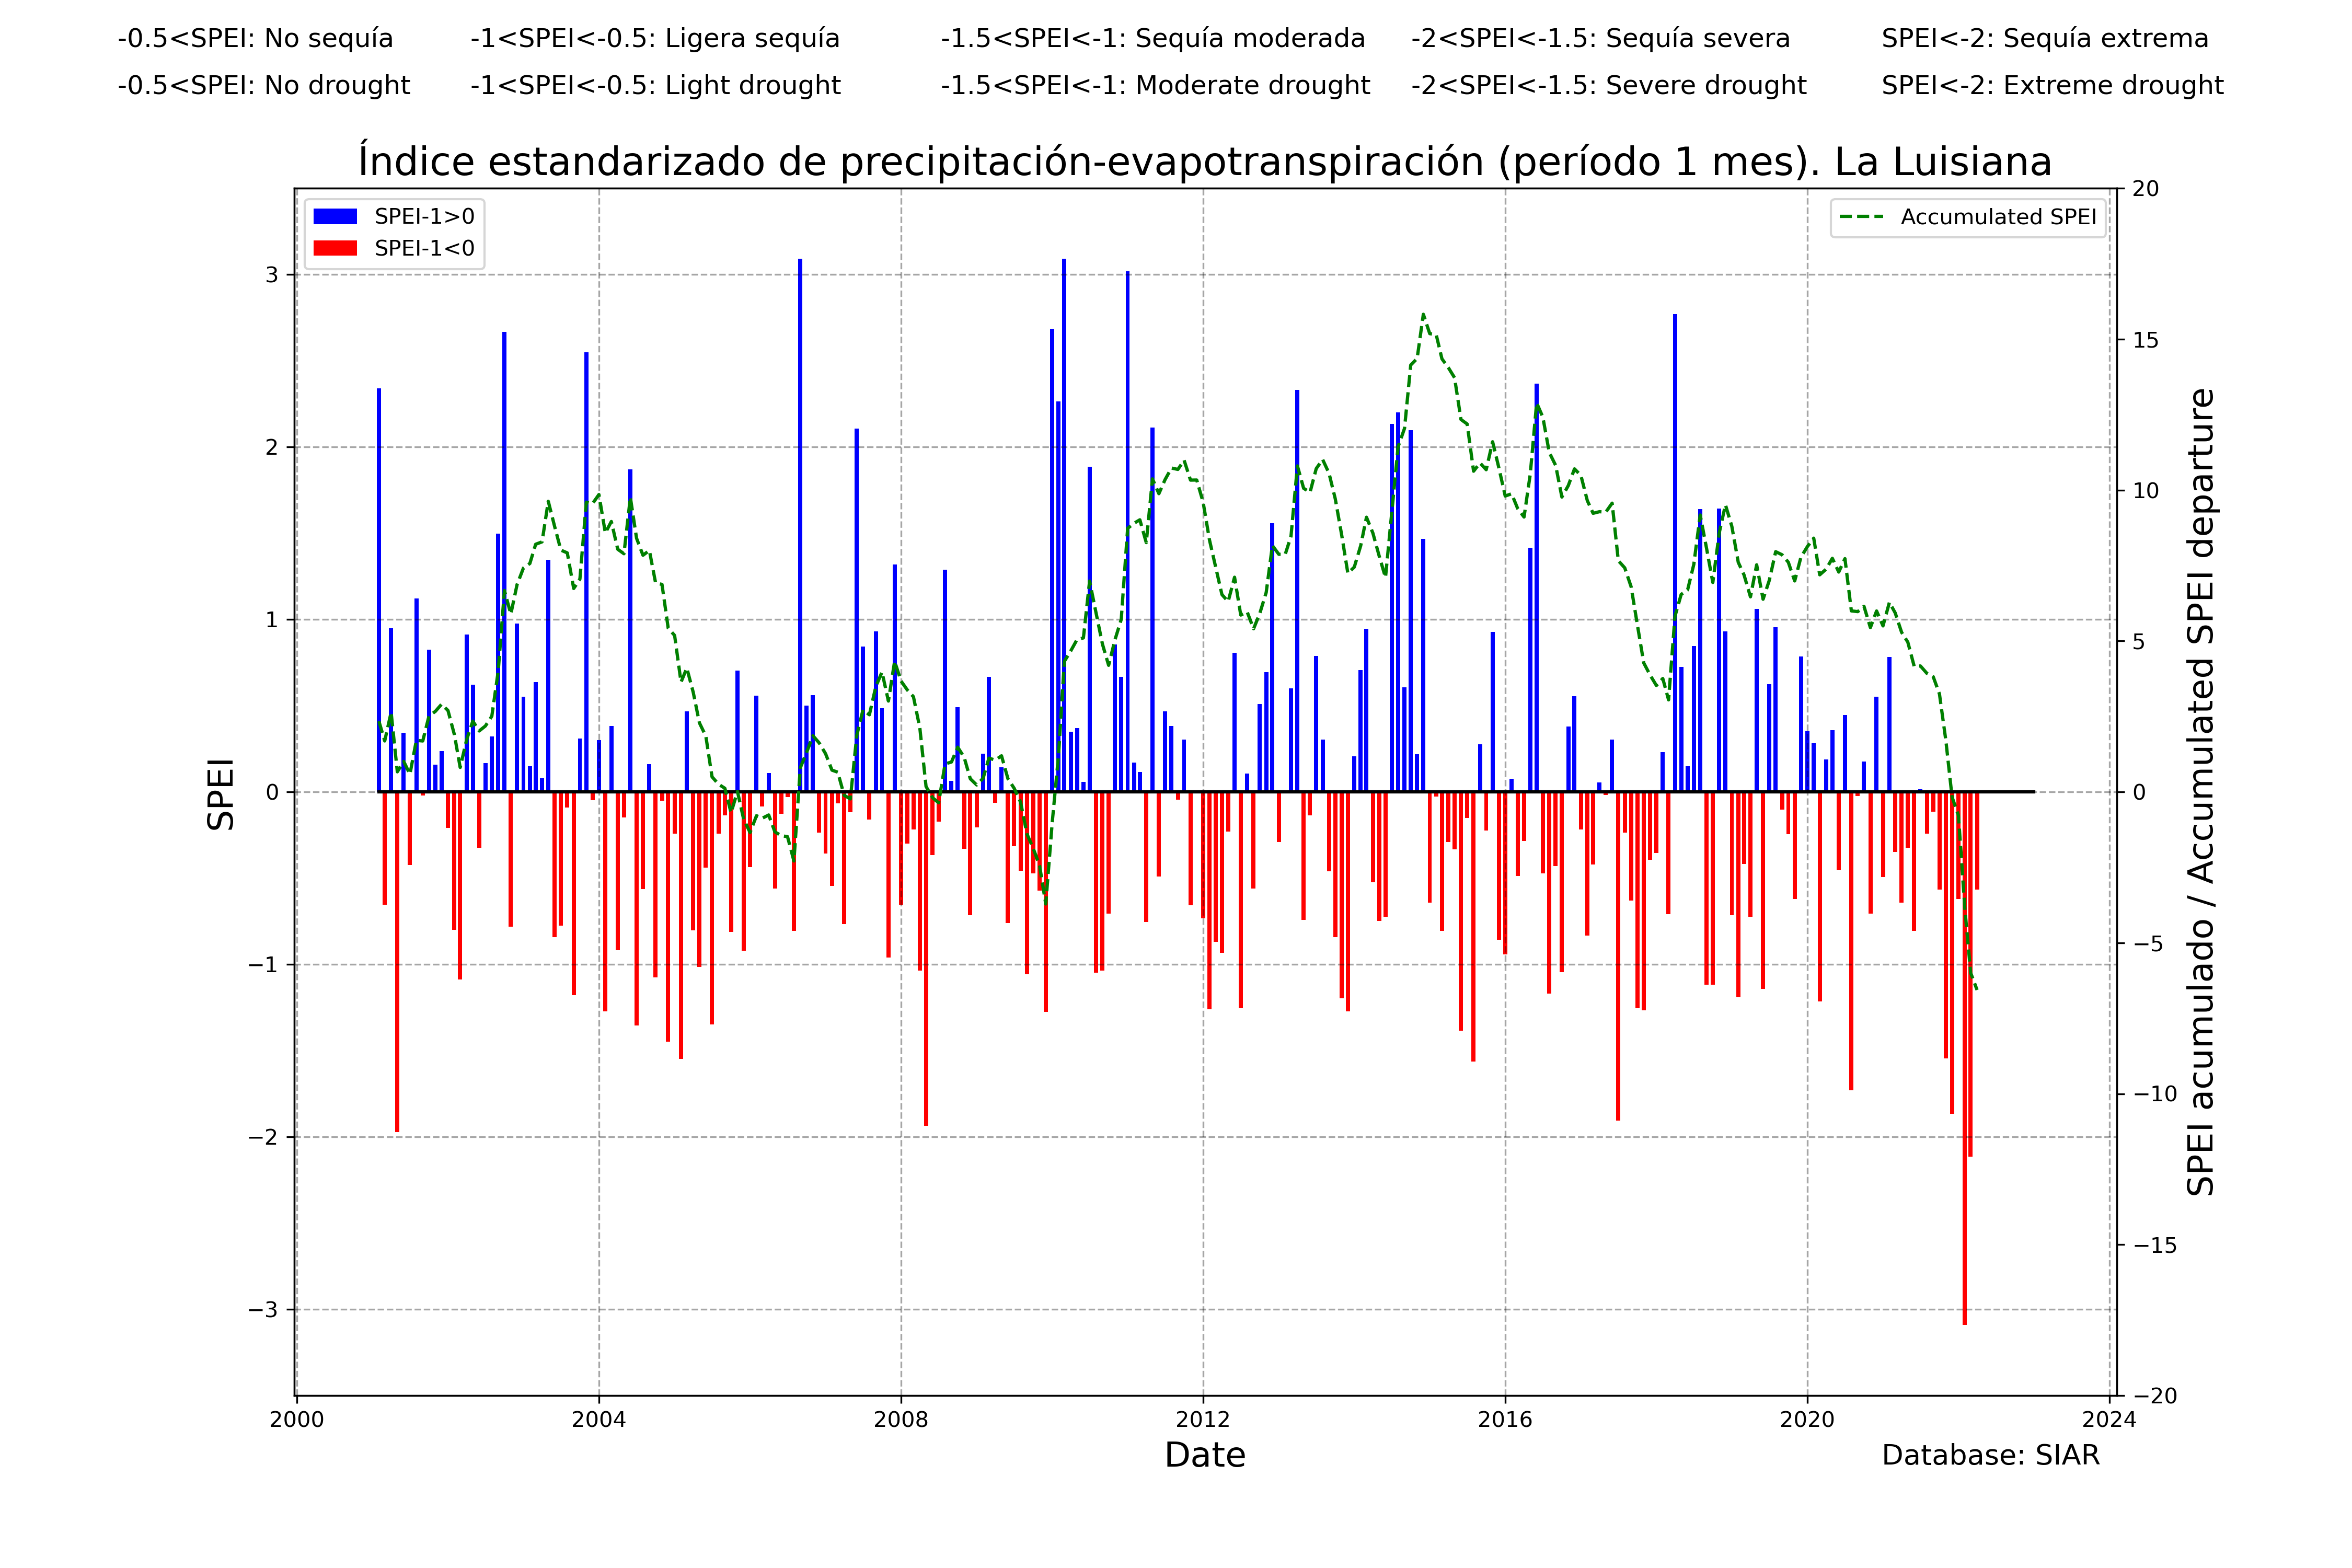 -0.5<SPEI: No sequía -1<SPEI<-0.5: Ligera sequía -1.5<SPEI<-1: Sequía moderada -2<SPEI<-1.5: Sequía severa SPEI<-2: Sequía extrema
-0.5<SPEI: No drought -1<SPEI<-0.5: Light drought -1.5<SPEI<-1: Moderate drought -2<SPEI<-1.5: Severe drought SPEI<-2: Extreme drought
Índice estandarizado de precipitación-evapotranspiración (período 1 mes). La Luisiana
SPEI-1>0
SPEI-1<0
Accumulated SPEI
SPEI
3
2
1
0
−1
−2
−3
20
15
10
5
0
−5
−10
−15
−20
SPEI acumulado / Accumulated SPEI departure
2000 2004 2008 2012 2016 2020 2024
Date
Database: SIAR